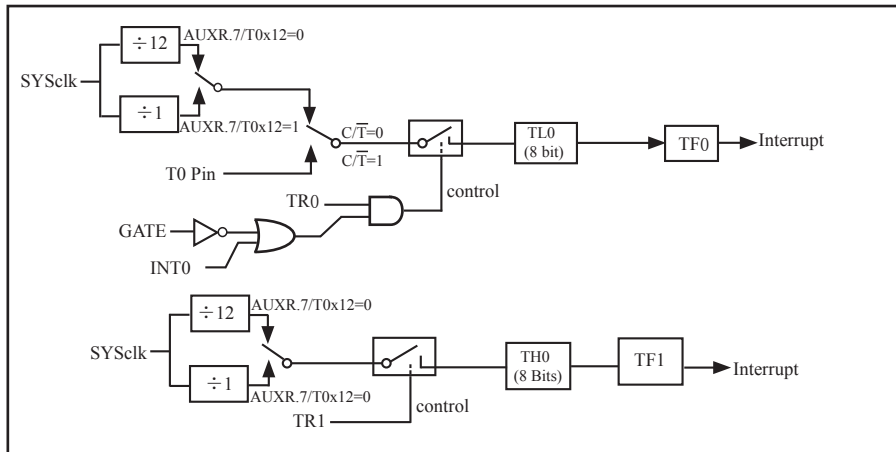 ÷12
AUXR.7/T0x12=0
SYSclk
÷1
AUXR.7/T0x12=1
C/T̅=0
C/T̅=1
T0 Pin
TL0
(8 bit)
TF0
Interrupt
control
TR0
GATE
INT0
÷12
AUXR.7/T0x12=0
SYSclk
÷1
AUXR.7/T0x12=0
TH0
(8 Bits)
TF1
Interrupt
control
TR1